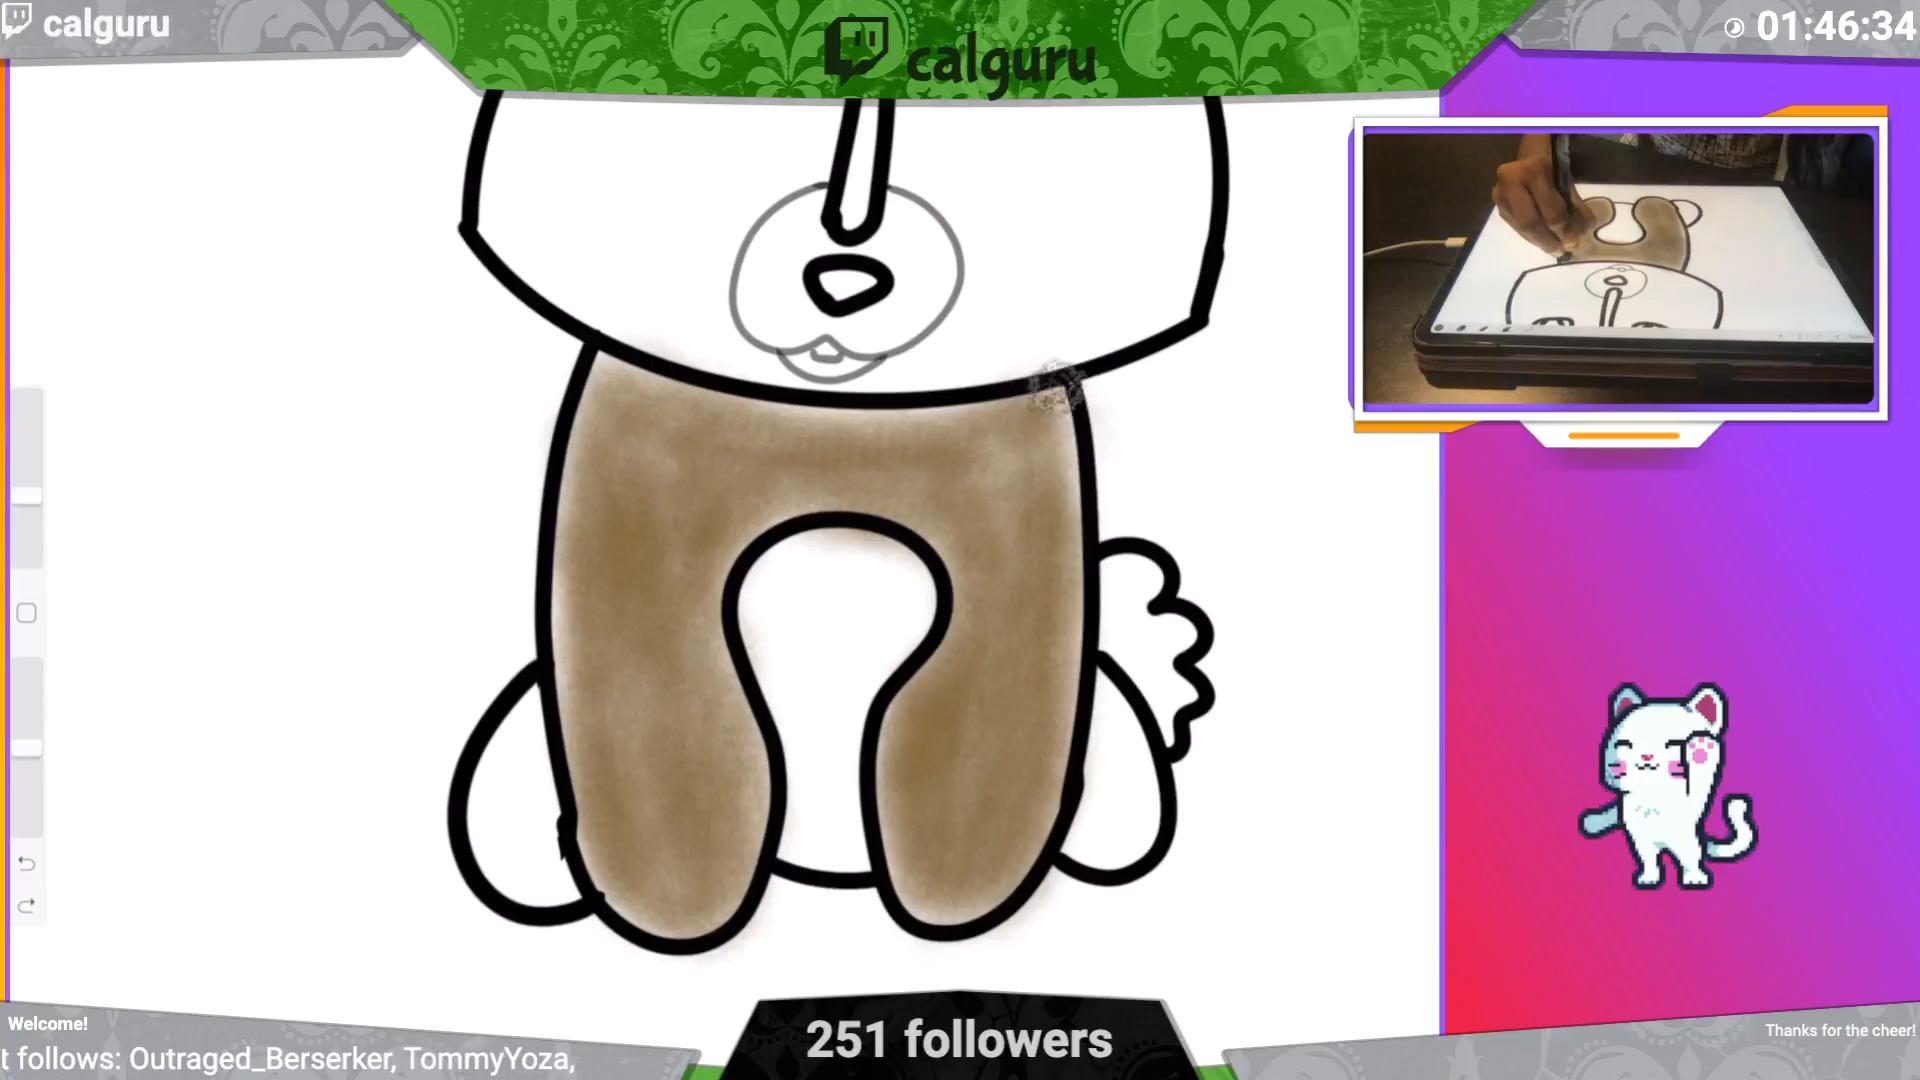 calguru
calguru
01:46:34
Welcome!
251 followers
Thanks for the cheer!
t follows: Outraged_Berserker, TommyYoza,